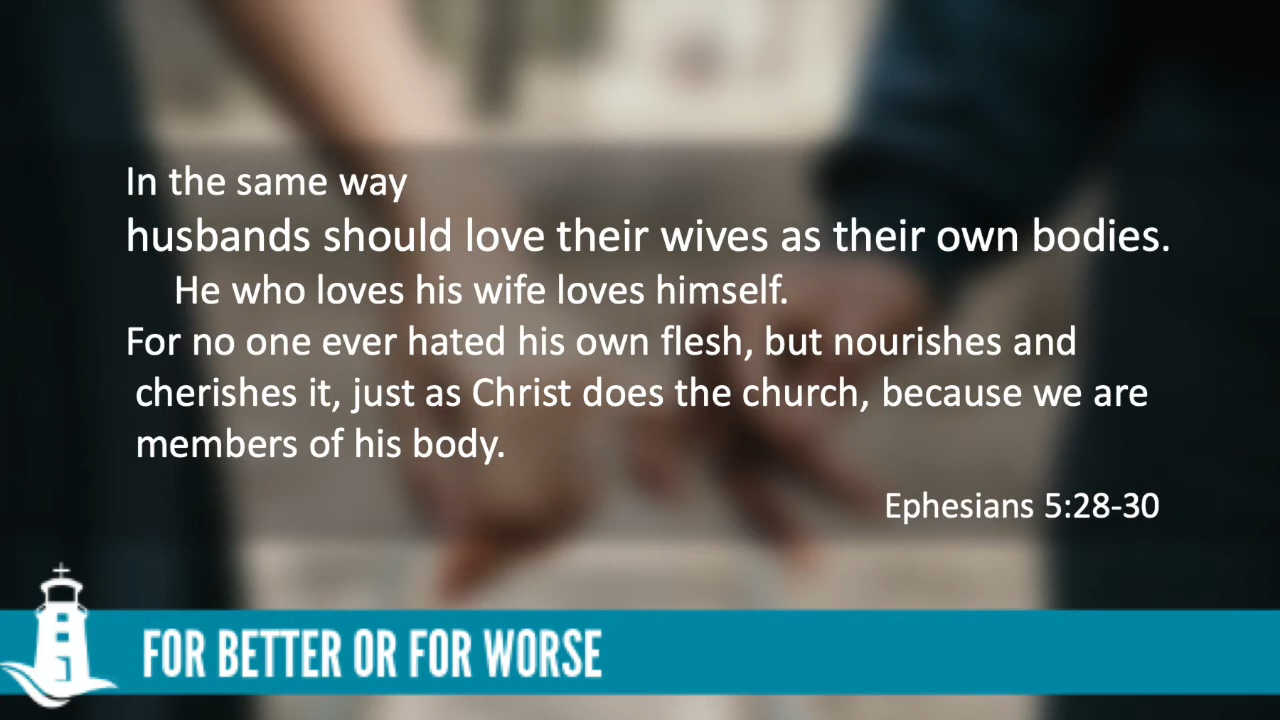 In the same way
husbands should love their wives as their own bodies.
He who loves his wife loves himself.
For no one ever hated his own flesh, but nourishes and
cherishes it, just as Christ does the church, because we are
members of his body.
Ephesians 5:28-30
FOR BETTER OR FOR WORSE